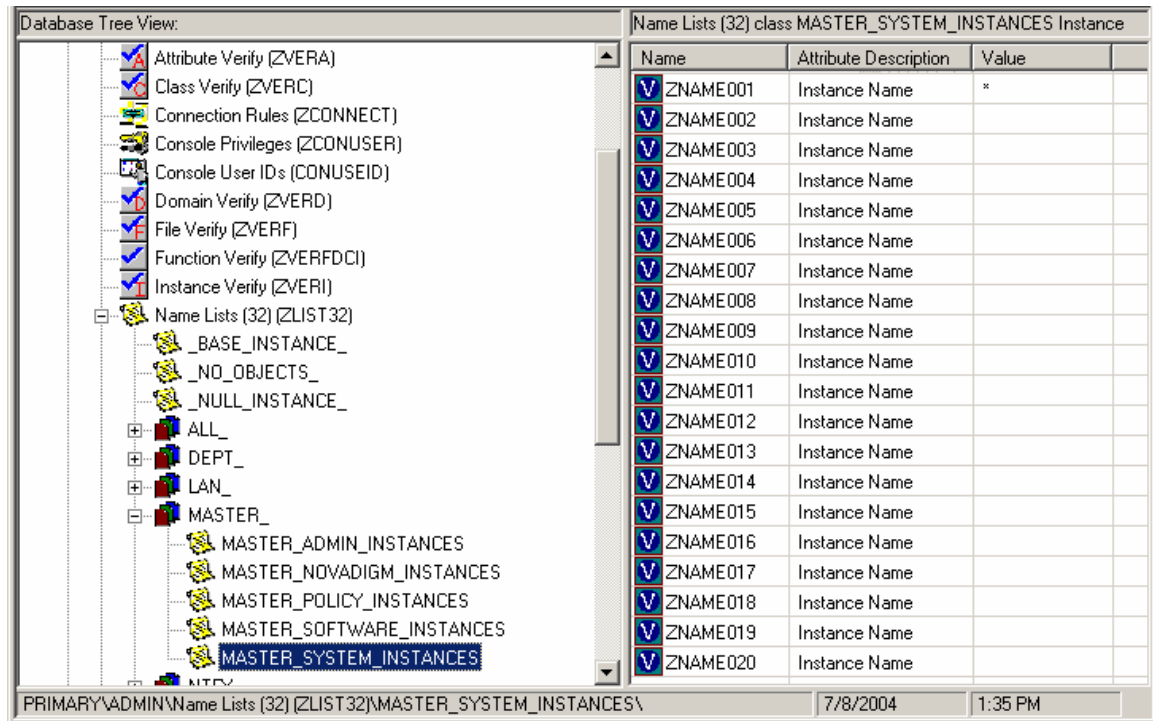 Database Tree View:
Attribute Verify (ZVERA)
Class Verify (ZVERC)
Connection Rules (ZCONNECT)
Console Privileges (ZCONUSER)
Console User IDs (CONUSEID)
Domain Verify (ZVERD)
File Verify (ZVERF)
Function Verify (ZVERFDCI)
Instance Verify (ZVERI)
Name Lists (32) (ZLIST32)
_BASE_INSTANCE_
_NO_OBJECTS_
_NULL_INSTANCE_
ALL_
DEPT_
LAN_
MASTER_
MASTER_ADMIN_INSTANCES
MASTER_NOVADIGM_INSTANCES
MASTER_POLICY_INSTANCES
MASTER_SOFTWARE_INSTANCES
MASTER_SYSTEM_INSTANCES
Name Lists (32) class MASTER_SYSTEM_INSTANCES Instance
Name Attribute Description Value
ZNAME001 Instance Name *
ZNAME002 Instance Name
ZNAME003 Instance Name
ZNAME004 Instance Name
ZNAME005 Instance Name
ZNAME006 Instance Name
ZNAME007 Instance Name
ZNAME008 Instance Name
ZNAME009 Instance Name
ZNAME010 Instance Name
ZNAME011 Instance Name
ZNAME012 Instance Name
ZNAME013 Instance Name
ZNAME014 Instance Name
ZNAME015 Instance Name
ZNAME016 Instance Name
ZNAME017 Instance Name
ZNAME018 Instance Name
ZNAME019 Instance Name
ZNAME020 Instance Name
PRIMARY\ADMIN\Name Lists (32) (ZLIST32)\MASTER_SYSTEM_INSTANCES\ 7/8/2004 1:35 PM